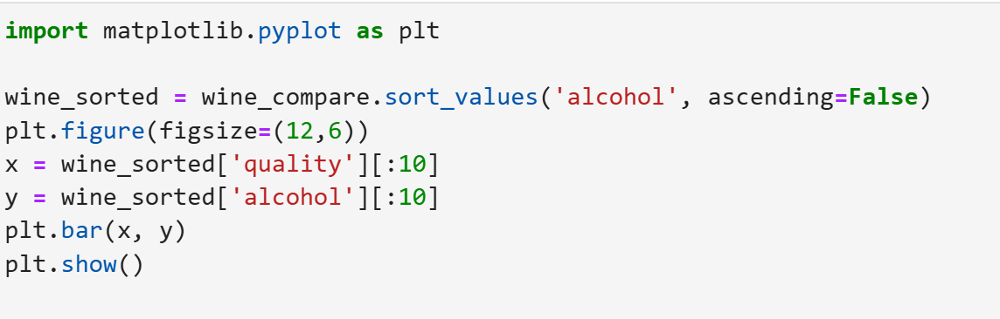 import matplotlib.pyplot as plt
wine_sorted = wine_compare.sort_values('alcohol', ascending=False)
plt.figure(figsize=(12,6))
x = wine_sorted['quality'][:10]
y = wine_sorted['alcohol'][:10]
plt.bar(x, y)
plt.show()